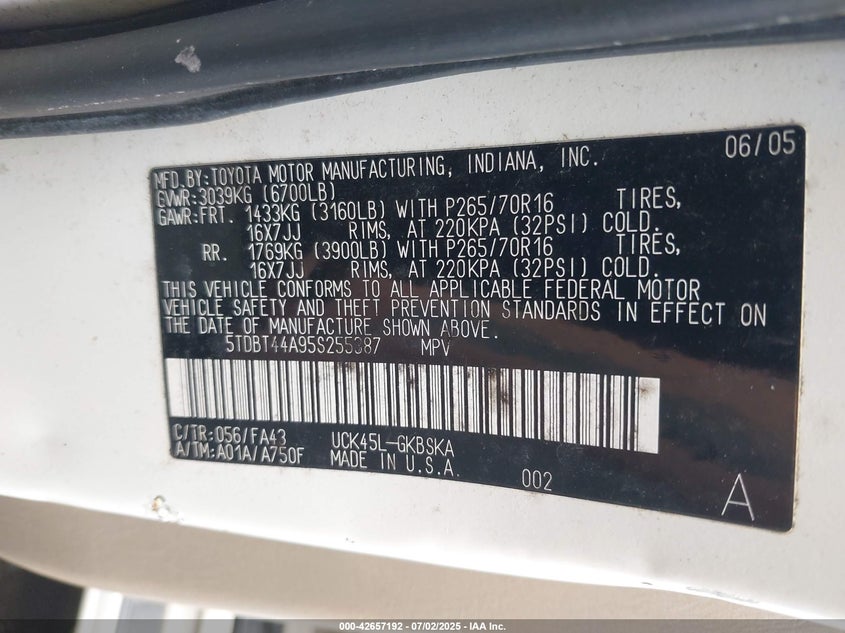 06/05
MFD.BY:TOYOTA MOTOR MANUFACTURING, INDIANA, INC.
GVWR:3039KG (6700LB)
GAWR:FRT. 1433KG (3160LB) WITH P265/70R16 TIRES,
16X7JJ RIMS, AT 220KPA (32PSI) COLD.
RR. 1769KG (3900LB) WITH P265/70R16 TIRES,
16X7JJ RIMS, AT 220KPA (32PSI) COLD.
THIS VEHICLE CONFORMS TO ALL APPLICABLE FEDERAL MOTOR
VEHICLE SAFETY AND THEFT PREVENTION STANDARDS IN EFFECT ON
THE DATE OF MANUFACTURE SHOWN ABOVE.
5TDBT44A95S255387 MPV
C/TR:056/FA43 UCK45L-GKBSKA
A/TM:A01A/A750F MADE IN U.S.A.
002
A
000-42657192 - 07/02/2025 - IAA Inc.